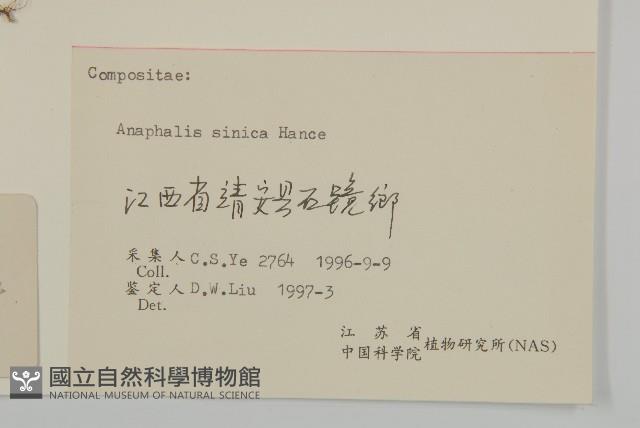 Compositae:
Anaphalis sinica Hance
江西省靖安县石鏡鄉
采集人 C.S.Ye 2764 1996-9-9
Coll.
鉴定人 D.W.Liu 1997-3
Det.
江苏省
中国科学院 植物研究所(NAS)
國立自然科學博物館
NATIONAL MUSEUM OF NATURAL SCIENCE